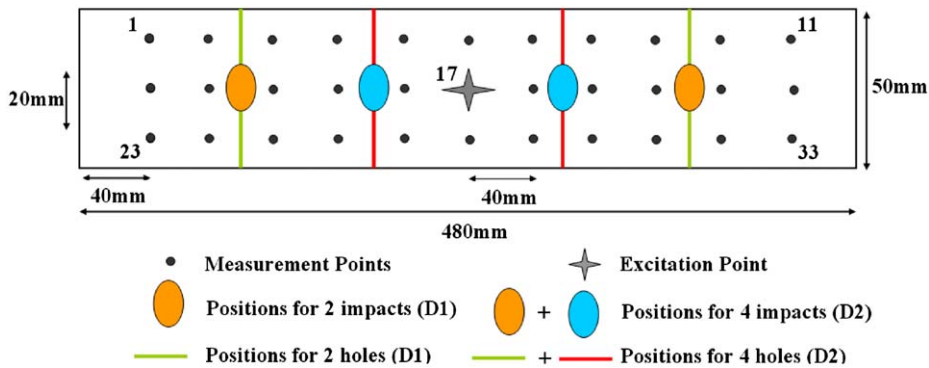 1
11
17
20mm
50mm
23
33
40mm
40mm
480mm
Measurement Points
Excitation Point
Positions for 2 impacts (D1)
+
Positions for 4 impacts (D2)
Positions for 2 holes (D1)
+
Positions for 4 holes (D2)